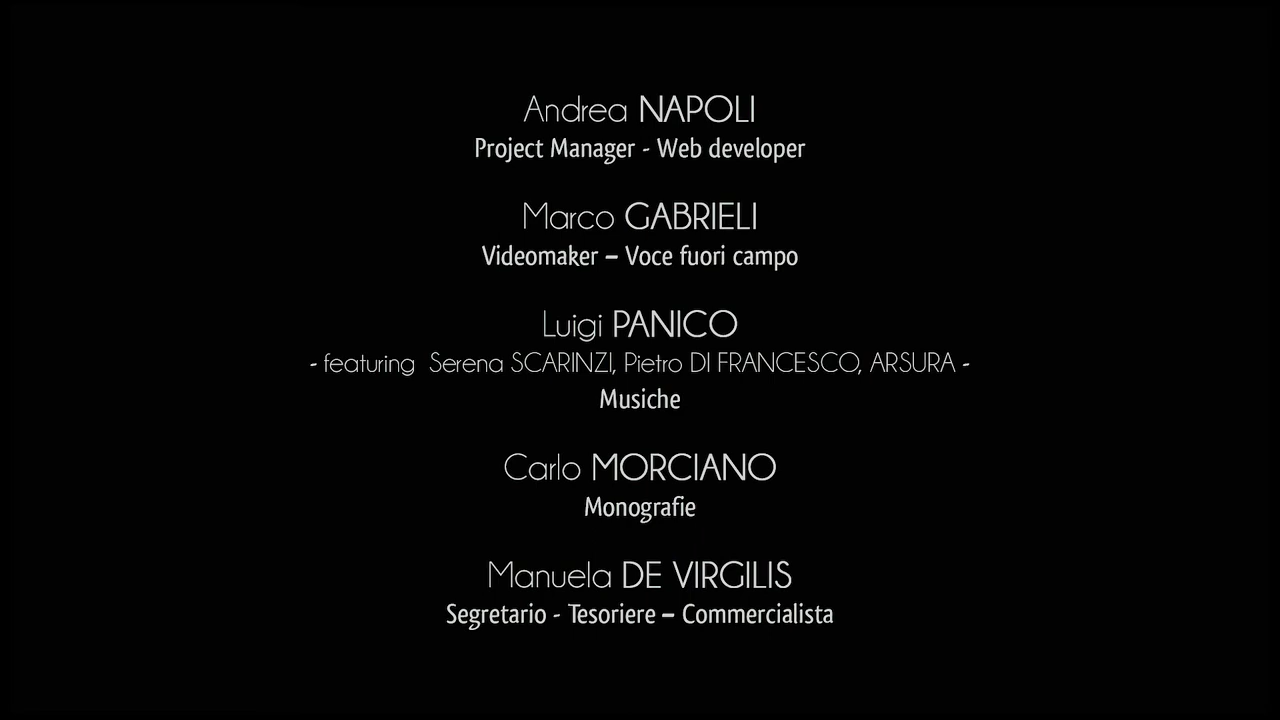 Andrea NAPOLI
Project Manager - Web developer
Marco GABRIELI
Videomaker – Voce fuori campo
Luigi PANICO
- featuring  Serena SCARINZI, Pietro DI FRANCESCO, ARSURA -
Musiche
Carlo MORCIANO
Monografie
Manuela DE VIRGILIS
Segretario - Tesoriere – Commercialista